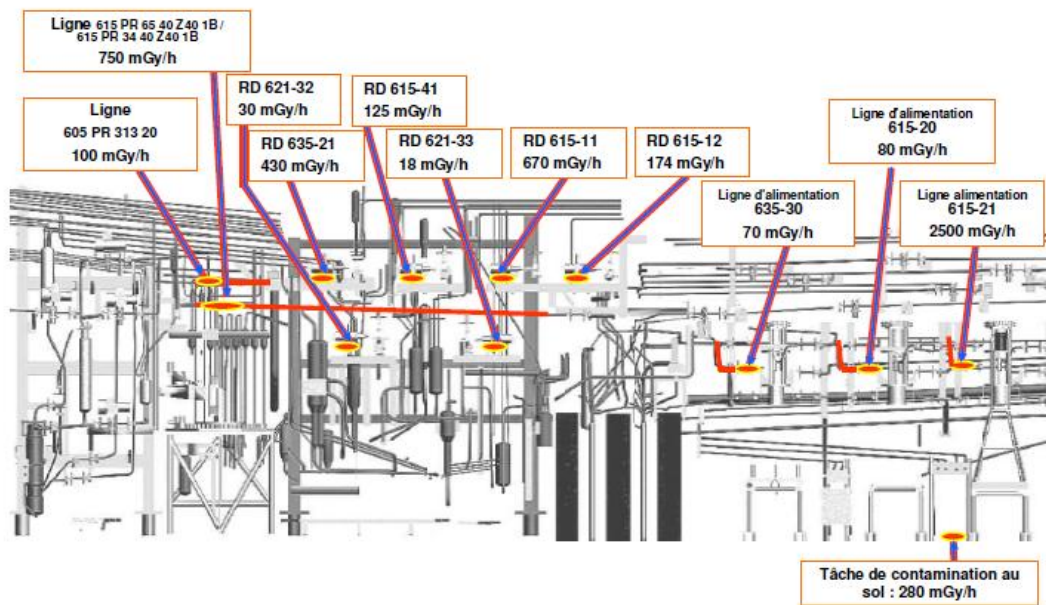 Ligne 615 PR 65 40 Z40 1B /
615 PR 34 40 Z40 1B
750 mGy/h
Ligne
605 PR 313 20
100 mGy/h
RD 621-32
30 mGy/h
RD 635-21
430 mGy/h
RD 615-41
125 mGy/h
RD 621-33
18 mGy/h
RD 615-11
670 mGy/h
RD 615-12
174 mGy/h
Ligne d'alimentation
635-30
70 mGy/h
Ligne d'alimentation
615-20
80 mGy/h
Ligne alimentation
615-21
2500 mGy/h
Tâche de contamination au
sol : 280 mGy/h